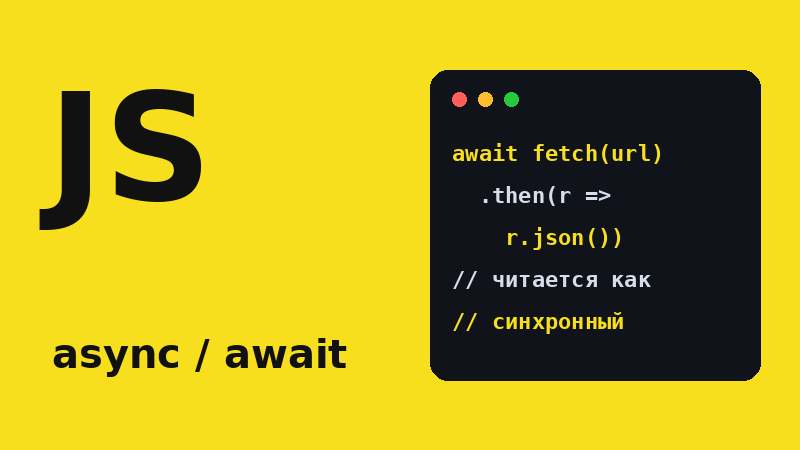 JS
async / await
await fetch(url)
.then(r =>
r.json())
// читается как
// синхронный